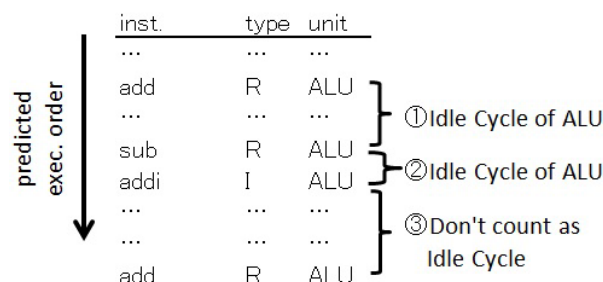 inst. type unit
... ... ...
add R ALU
... ... ...
sub R ALU
addi I ALU
... ... ...
... ... ...
add R ALU
predicted
exec. order
①Idle Cycle of ALU
②Idle Cycle of ALU
③Don't count as
Idle Cycle